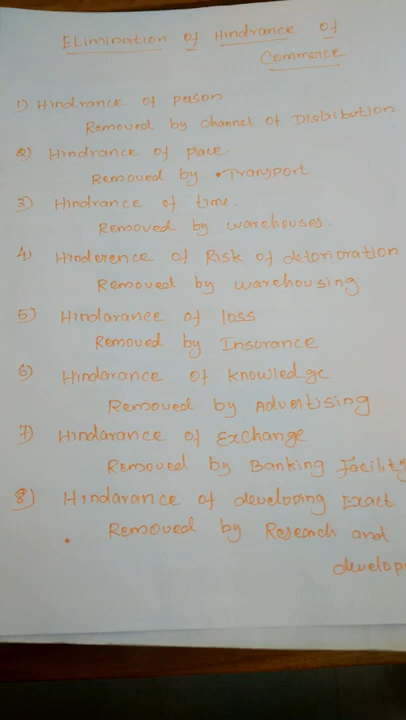 Elimination of Hindrance of
Commerce
1) Hindrance of person
Removed by channel of Distribution
2) Hindrance of place.
Removed by Transport
3) Hindrance of time.
Removed by warehouses.
4) Hinderence of Risk of detorioration
Removed by warehousing
5) Hindarance of loss
Removed by Insurance
6) Hindarance of knowledge
Removed by Advertising
7) Hindarance of Exchange
Removed by Banking Facility
8) Hindarance of developing Exact
Removed by Research and
develop